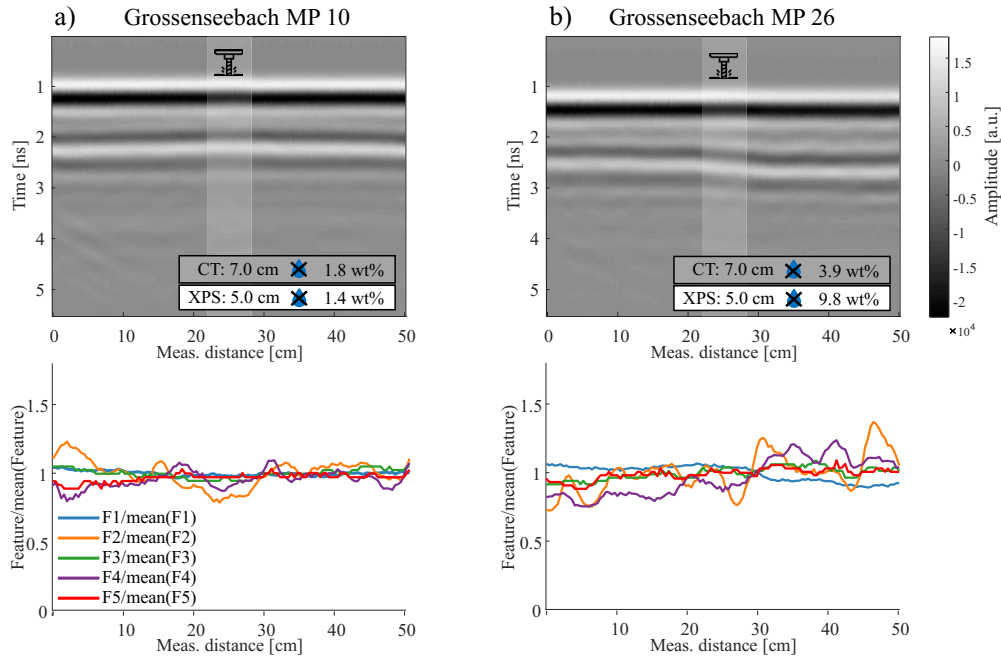 a) Grossenseebach MP 10
b) Grossenseebach MP 26
Time [ns]
1
2
3
4
5
CT: 7.0 cm 1.8 wt%
XPS: 5.0 cm 1.4 wt%
0 10 20 30 40 50
Meas. distance [cm]
Time [ns]
1
2
3
4
5
CT: 7.0 cm 3.9 wt%
XPS: 5.0 cm 9.8 wt%
0 10 20 30 40 50
Meas. distance [cm]
1.5
1
0.5
0
-0.5
-1
-1.5
-2
×10⁴
Amplitude [a.u.]
Feature/mean(Feature)
1.5
1
0.5
0
F1/mean(F1)
F2/mean(F2)
F3/mean(F3)
F4/mean(F4)
F5/mean(F5)
10 20 30 40 50
Meas. distance [cm]
Feature/mean(Feature)
1.5
1
0.5
0
0 10 20 30 40 50
Meas. distance [cm]